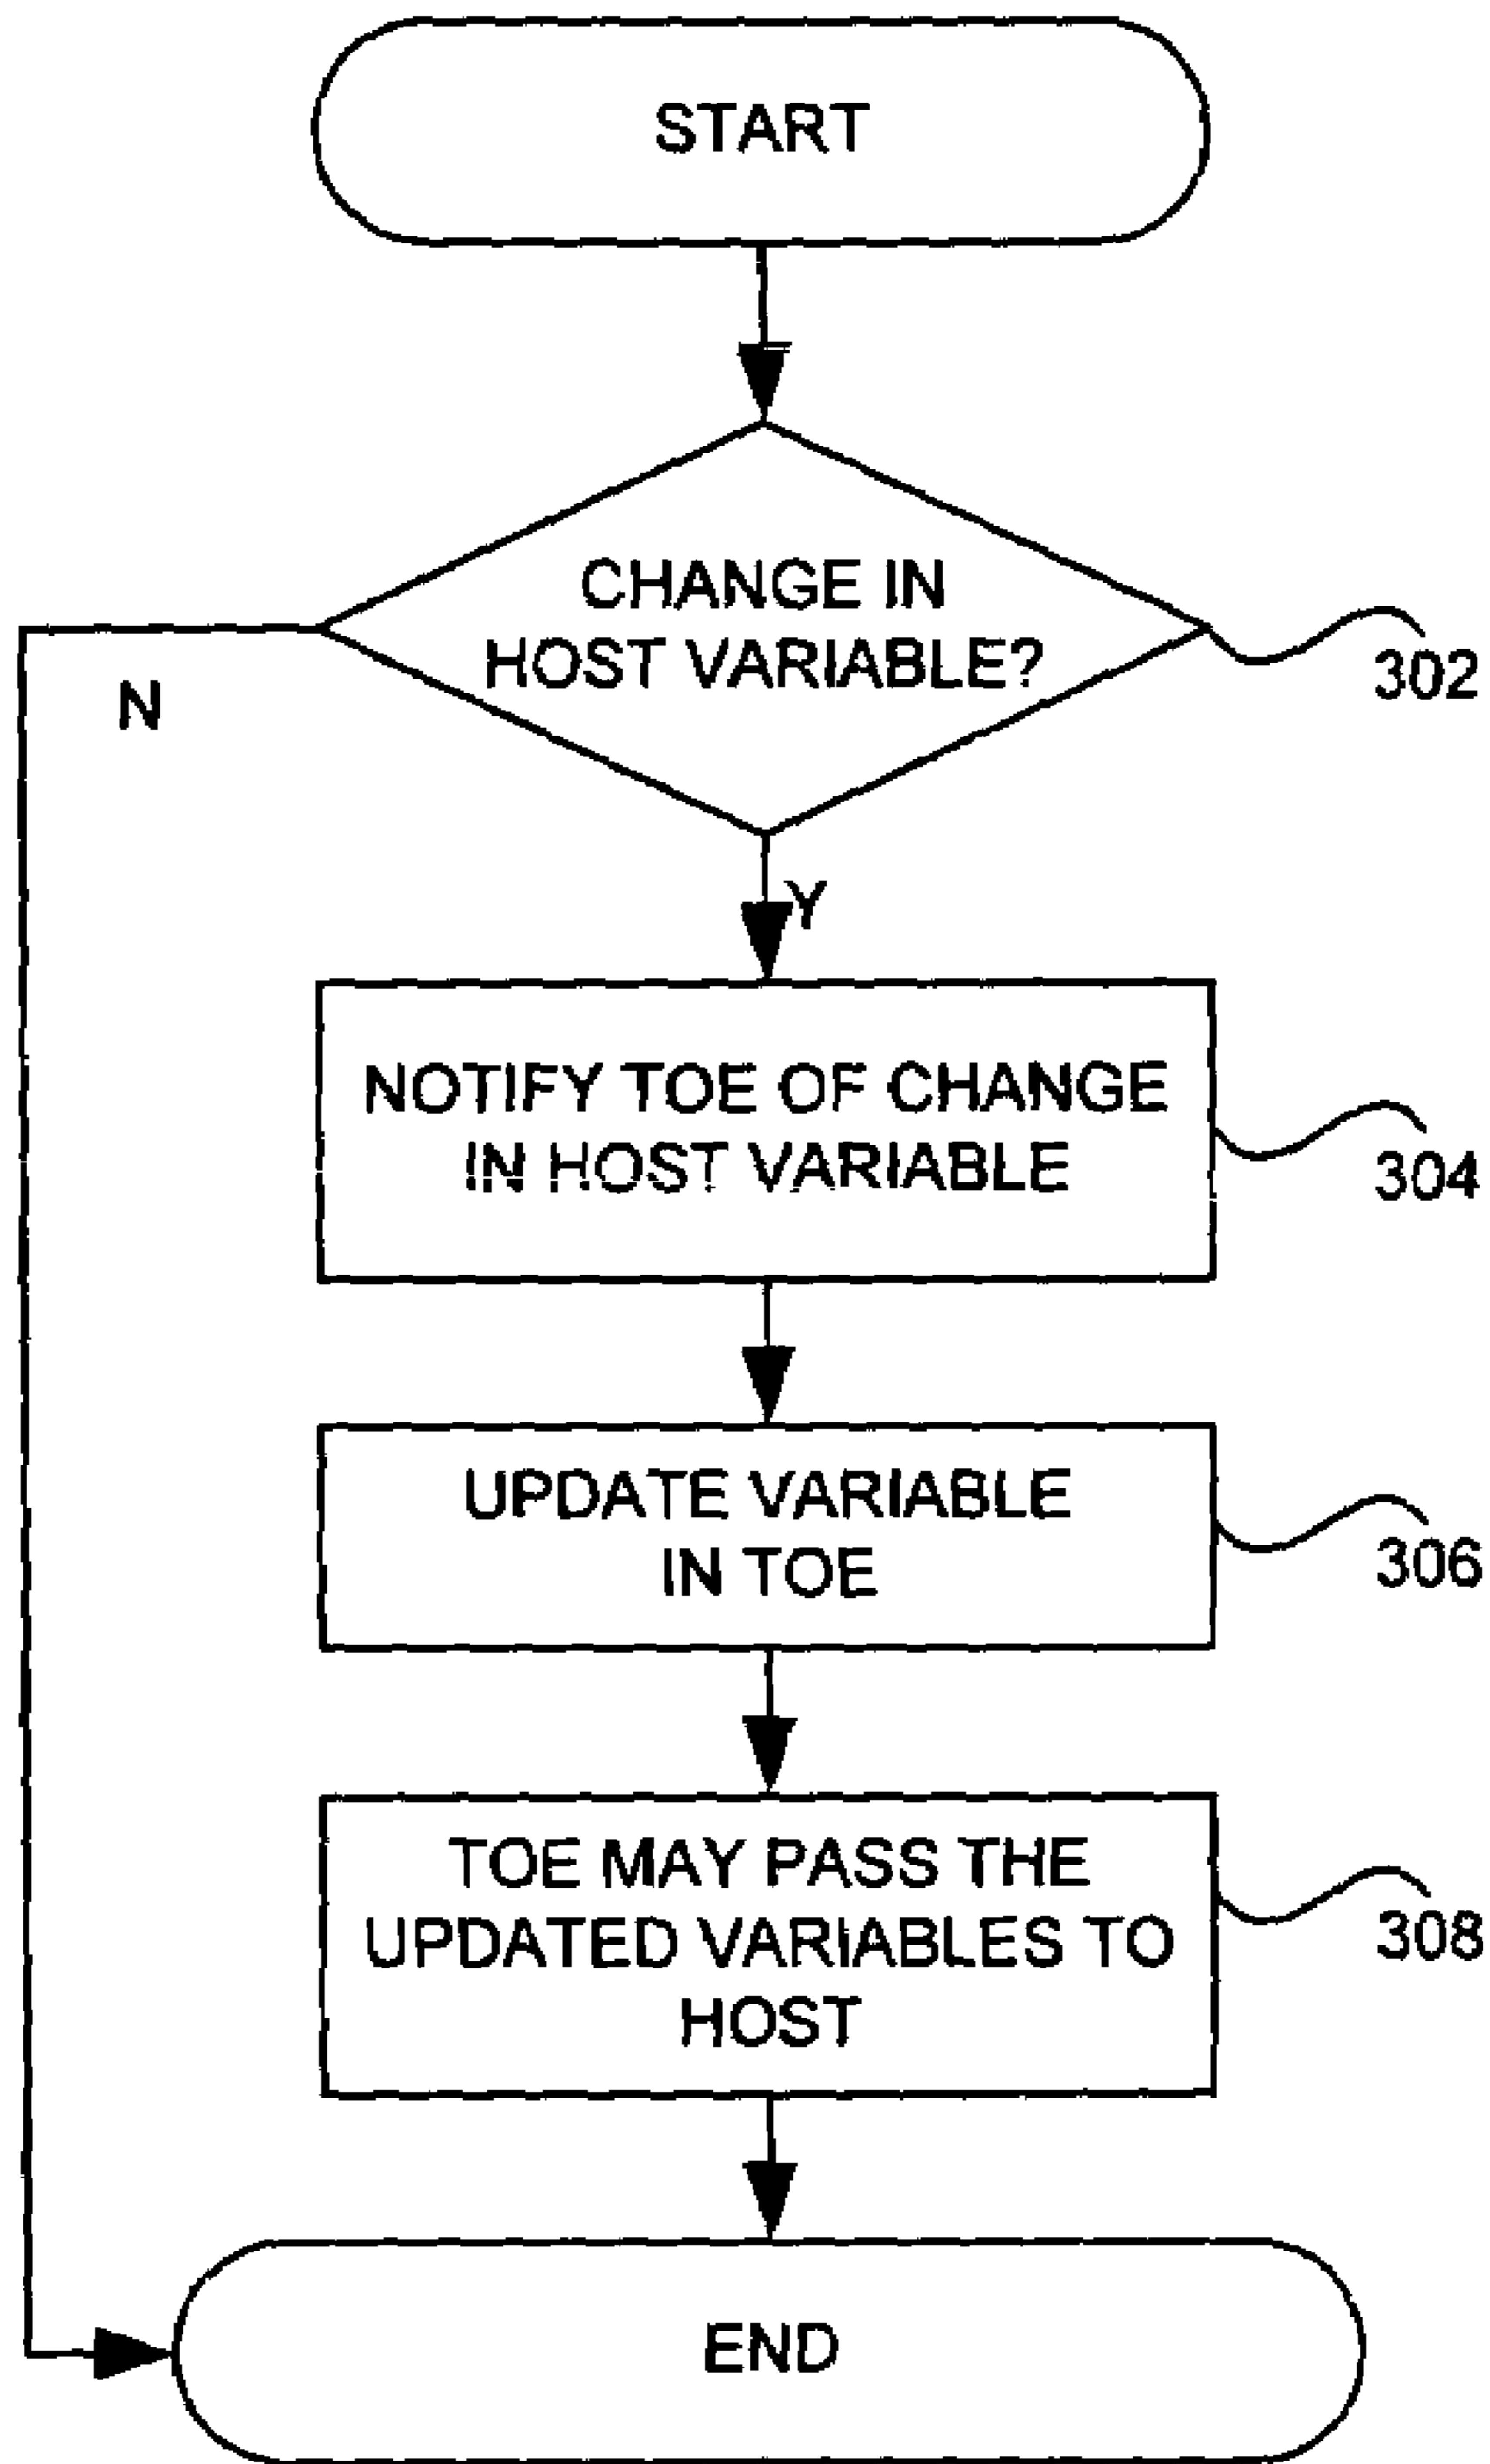 START
CHANGE IN
HOST VARIABLE?
302
N
Y
NOTIFY TOE OF CHANGE
IN HOST VARIABLE
304
UPDATE VARIABLE
IN TOE
306
TOE MAY PASS THE
UPDATED VARIABLES TO
HOST
308
END